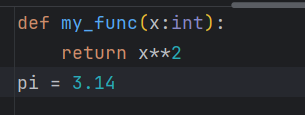 def my_func(x:int):
    return x**2
pi = 3.14